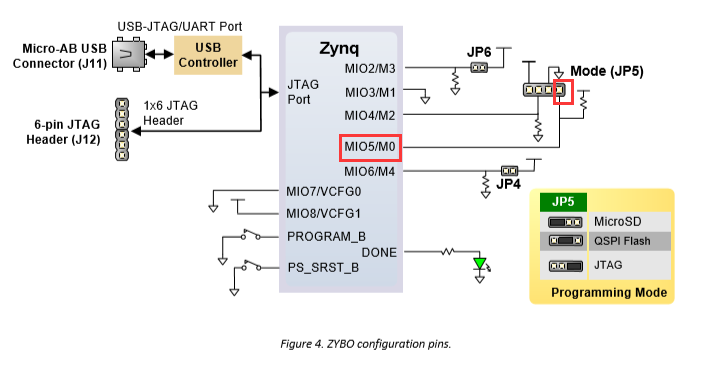 USB-JTAG/UART Port
Micro-AB USB
Connector (J11)
USB
Controller
1x6 JTAG
Header
6-pin JTAG
Header (J12)
Zynq
JTAG
Port
MIO2/M3
MIO3/M1
MIO4/M2
MIO5/M0
MIO6/M4
MIO7/VCFG0
MIO8/VCFG1
PROGRAM_B
PS_SRST_B
DONE
JP6
Mode (JP5)
JP4
JP5
MicroSD
QSPI Flash
JTAG
Programming Mode
Figure 4. ZYBO configuration pins.